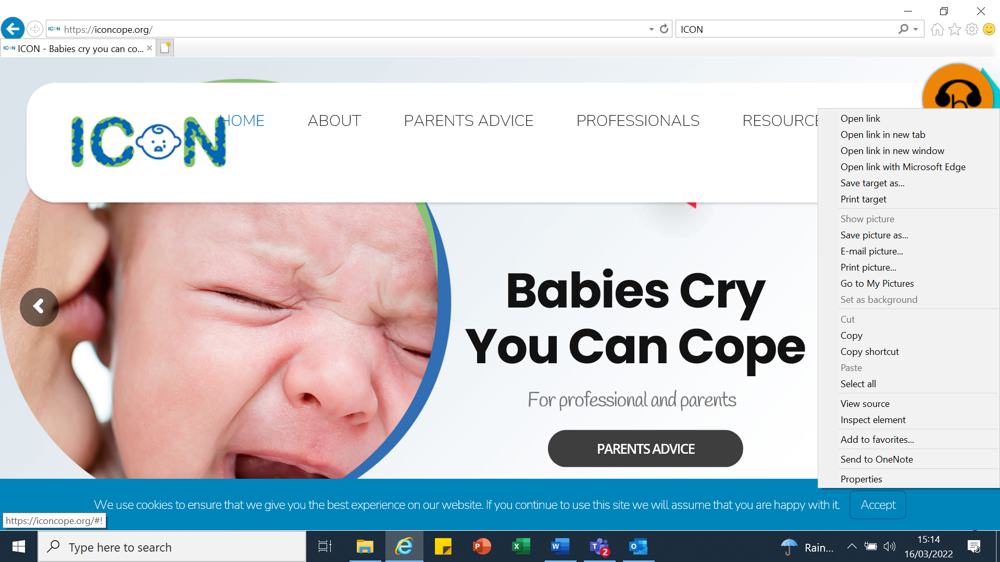 ICON https://iconcope.org/
ICON
ICON ICON - Babies cry you can co...
ICON
HOME ABOUT PARENTS ADVICE PROFESSIONALS RESOURCE
Open link
Open link in new tab
Open link in new window
Open link with Microsoft Edge
Save target as...
Print target
Show picture
Save picture as...
E-mail picture...
Print picture...
Go to My Pictures
Set as background
Cut
Copy
Copy shortcut
Paste
Select all
View source
Inspect element
Add to favorites...
Send to OneNote
Properties
Babies Cry
You Can Cope
For professional and parents
PARENTS ADVICE
We use cookies to ensure that we give you the best experience on our website. If you continue to use this site we will assume that you are happy with it. Accept
https://iconcope.org/#!
Type here to search
P
X
W
T 2
O
Rain...
15:14
16/03/2022